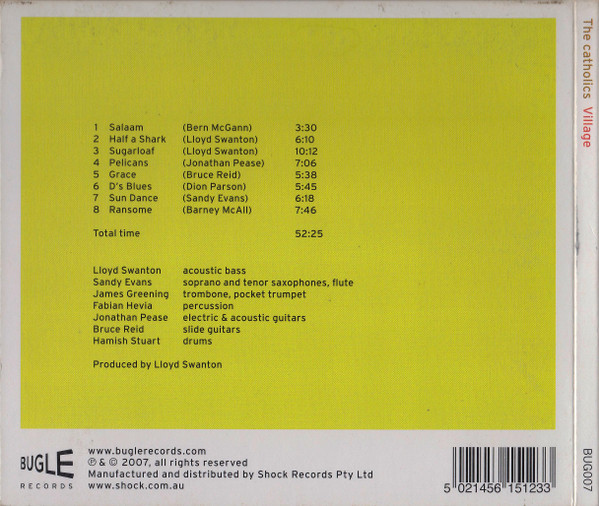 1 Salaam (Bern McGann) 3:30
2 Half a Shark (Lloyd Swanton) 6:10
3 Sugarloaf (Lloyd Swanton) 10:12
4 Pelicans (Jonathan Pease) 7:06
5 Grace (Bruce Reid) 5:38
6 D's Blues (Dion Parson) 5:45
7 Sun Dance (Sandy Evans) 6:18
8 Ransome (Barney McAll) 7:46
Total time 52:25
Lloyd Swanton acoustic bass
Sandy Evans soprano and tenor saxophones, flute
James Greening trombone, pocket trumpet
Fabian Hevia percussion
Jonathan Pease electric & acoustic guitars
Bruce Reid slide guitars
Hamish Stuart drums
Produced by Lloyd Swanton
BUGLE
RECORDS
www.buglerecords.com
℗ & © 2007, all rights reserved
Manufactured and distributed by Shock Records Pty Ltd
www.shock.com.au
5 021456 151233
The catholics Village
BUG007